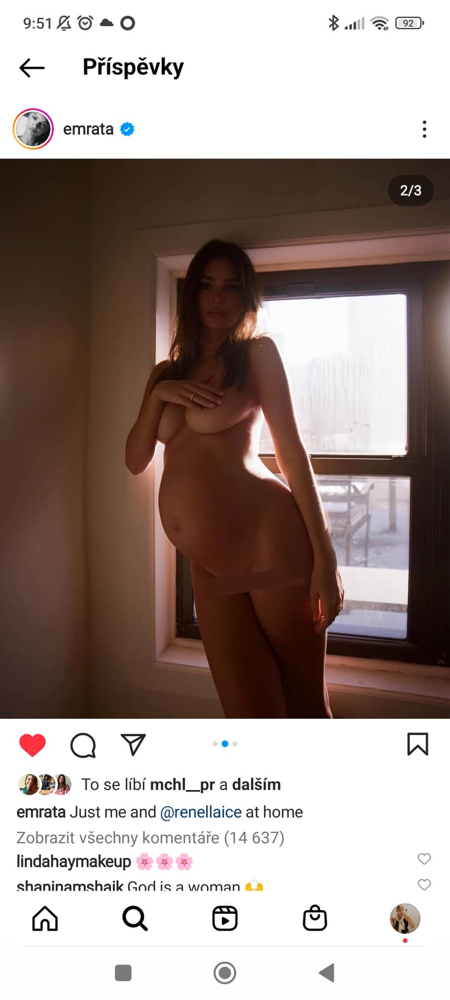 9:51
92
Příspěvky
emrata
2/3
To se líbí mchl__pr a dalším
emrata Just me and @renellaice at home
Zobrazit všechny komentáře (14 637)
lindahaymakeup 🌸🌸🌸
shaninamshaik God is a woman 🙌